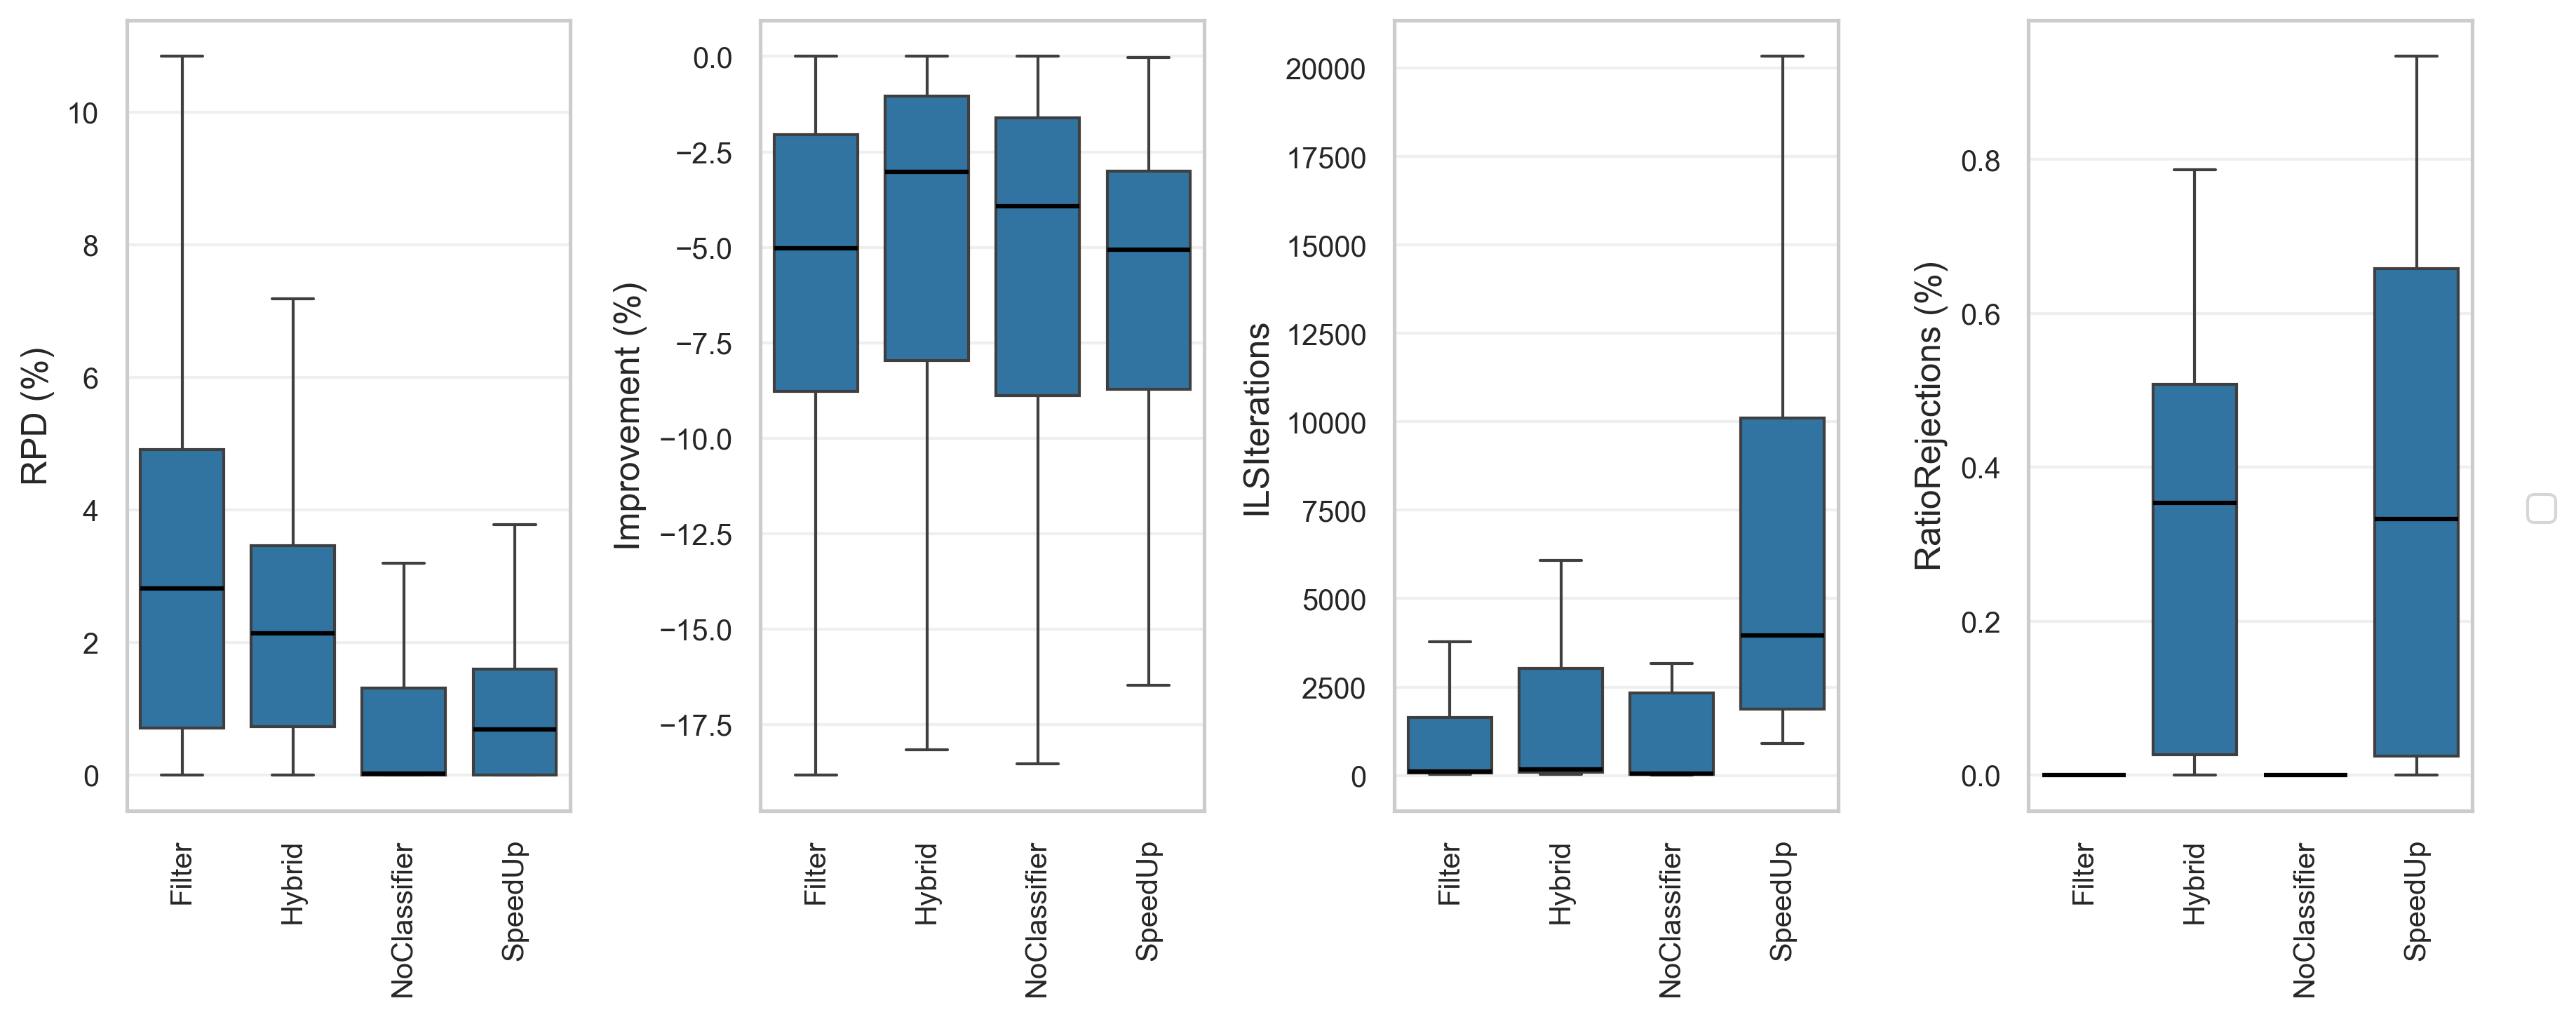 RPD (%)
10
8
6
4
2
0
Filter
Hybrid
NoClassifier
SpeedUp
Improvement (%)
0.0
−2.5
−5.0
−7.5
−10.0
−12.5
−15.0
−17.5
Filter
Hybrid
NoClassifier
SpeedUp
ILSIterations
20000
17500
15000
12500
10000
7500
5000
2500
0
Filter
Hybrid
NoClassifier
SpeedUp
RatioRejections (%)
0.8
0.6
0.4
0.2
0.0
Filter
Hybrid
NoClassifier
SpeedUp